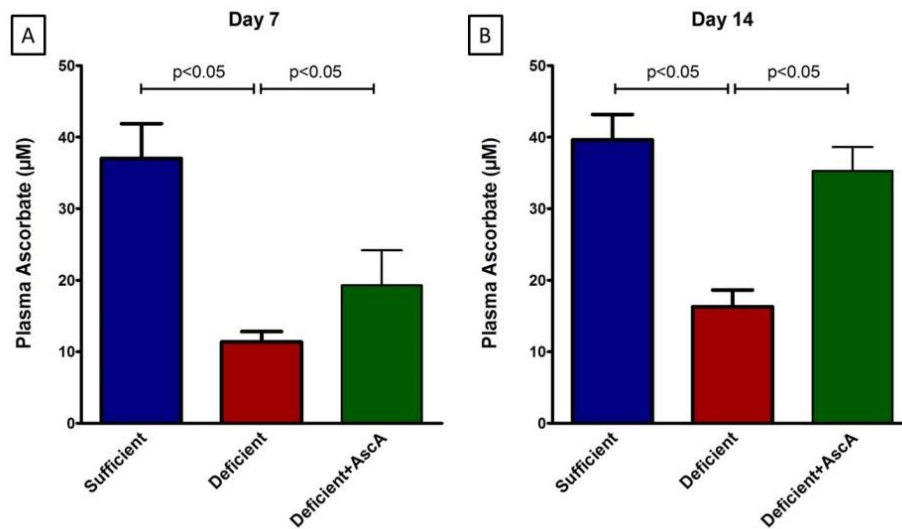 A
Day 7
50
40
30
20
10
0
Plasma Ascorbate (µM)
p<0.05
p<0.05
Sufficient
Deficient
Deficient+AscA
B
Day 14
50
40
30
20
10
0
Plasma Ascorbate (µM)
p<0.05
p<0.05
Sufficient
Deficient
Deficient+AscA